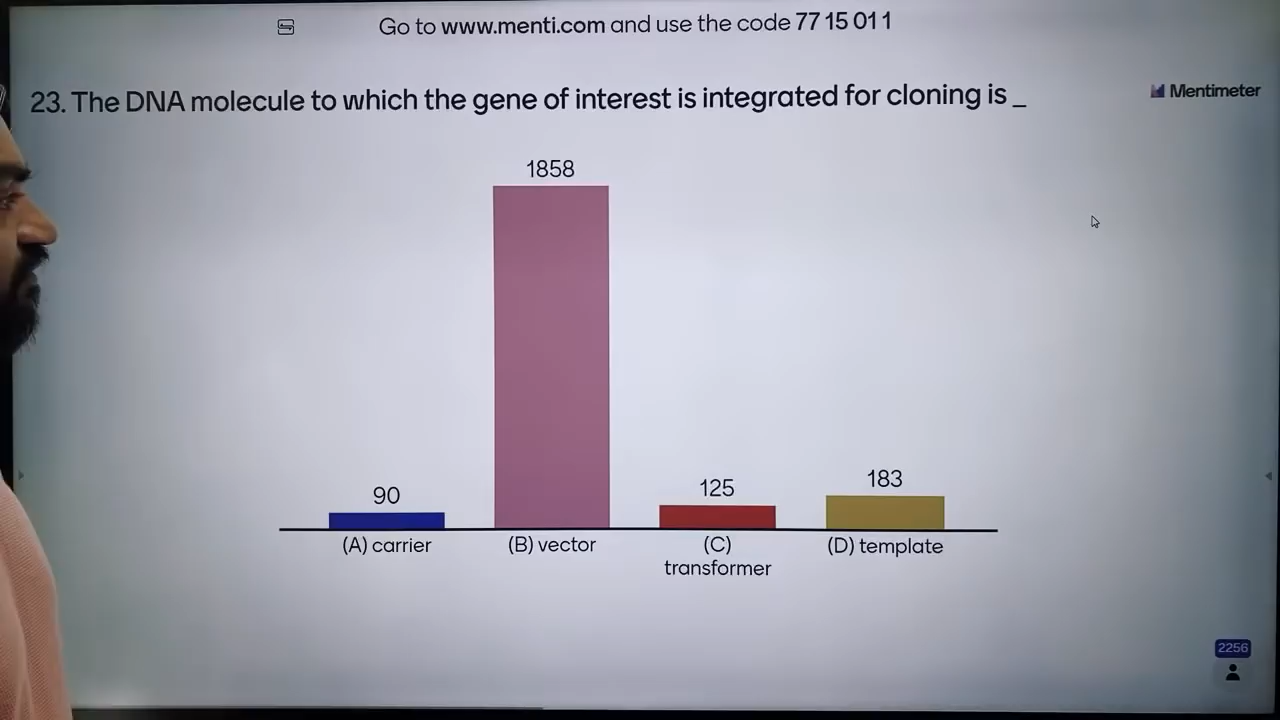 Go to www.menti.com and use the code 77 15 01 1
23. The DNA molecule to which the gene of interest is integrated for cloning is _
Mentimeter
1858
90
125
183
(A) carrier
(B) vector
(C)
transformer
(D) template
2256